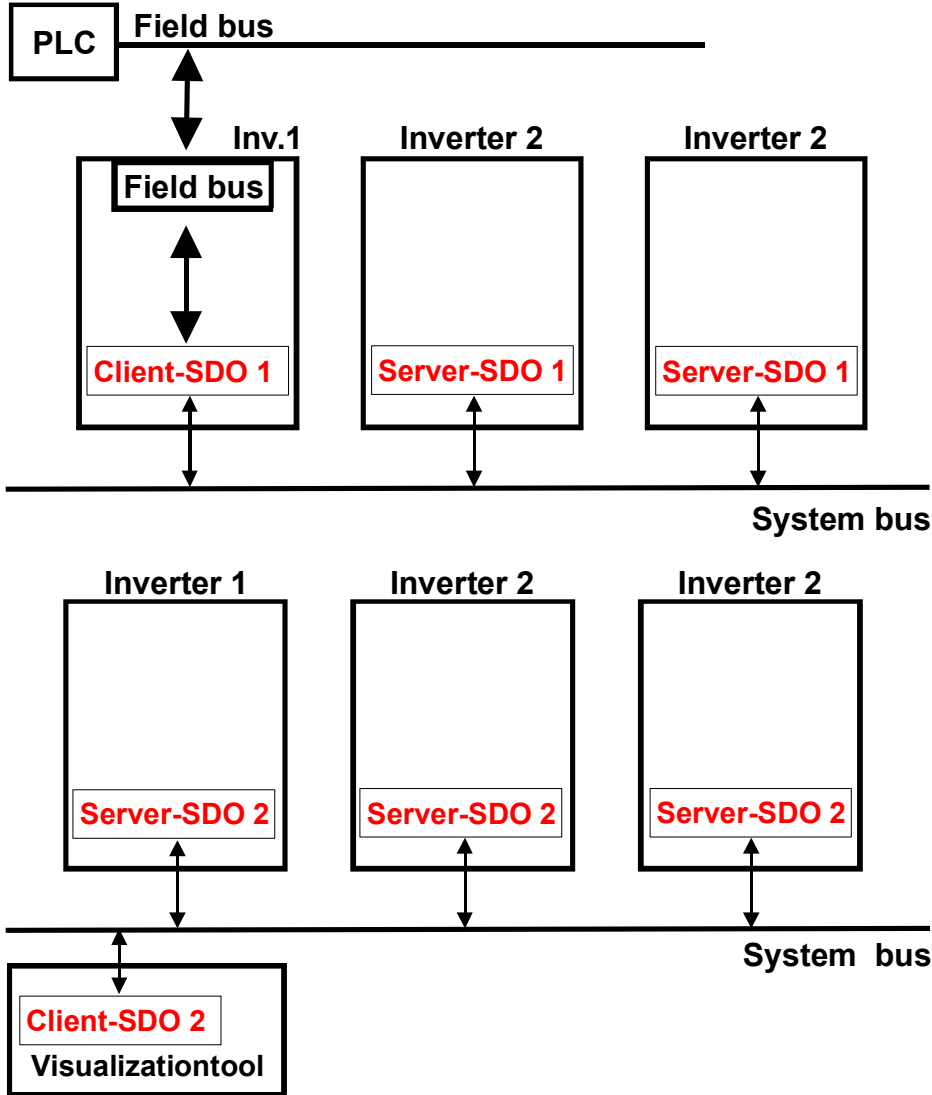 PLC
Field bus
Inv.1
Inverter 2
Inverter 2
Field bus
Client-SDO 1
Server-SDO 1
Server-SDO 1
System bus
Inverter 1
Inverter 2
Inverter 2
Server-SDO 2
Server-SDO 2
Server-SDO 2
System bus
Client-SDO 2
Visualizationtool